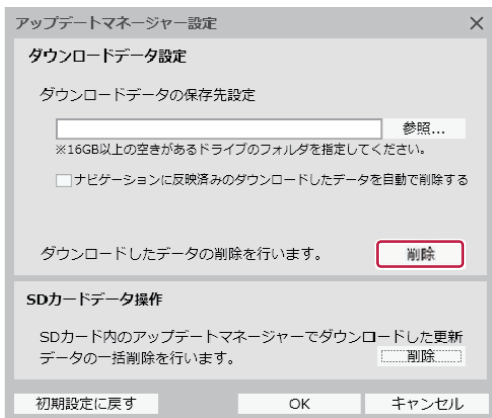 アップデートマネージャー設定
ダウンロードデータ設定
ダウンロードデータの保存先設定
参照...
※16GB以上の空きがあるドライブのフォルダを指定してください。
ナビゲーションに反映済みのダウンロードしたデータを自動で削除する
ダウンロードしたデータの削除を行います。 削除
SDカードデータ操作
SDカード内のアップデートマネージャーでダウンロードした更新
データの一括削除を行います。 削除
初期設定に戻す OK キャンセル